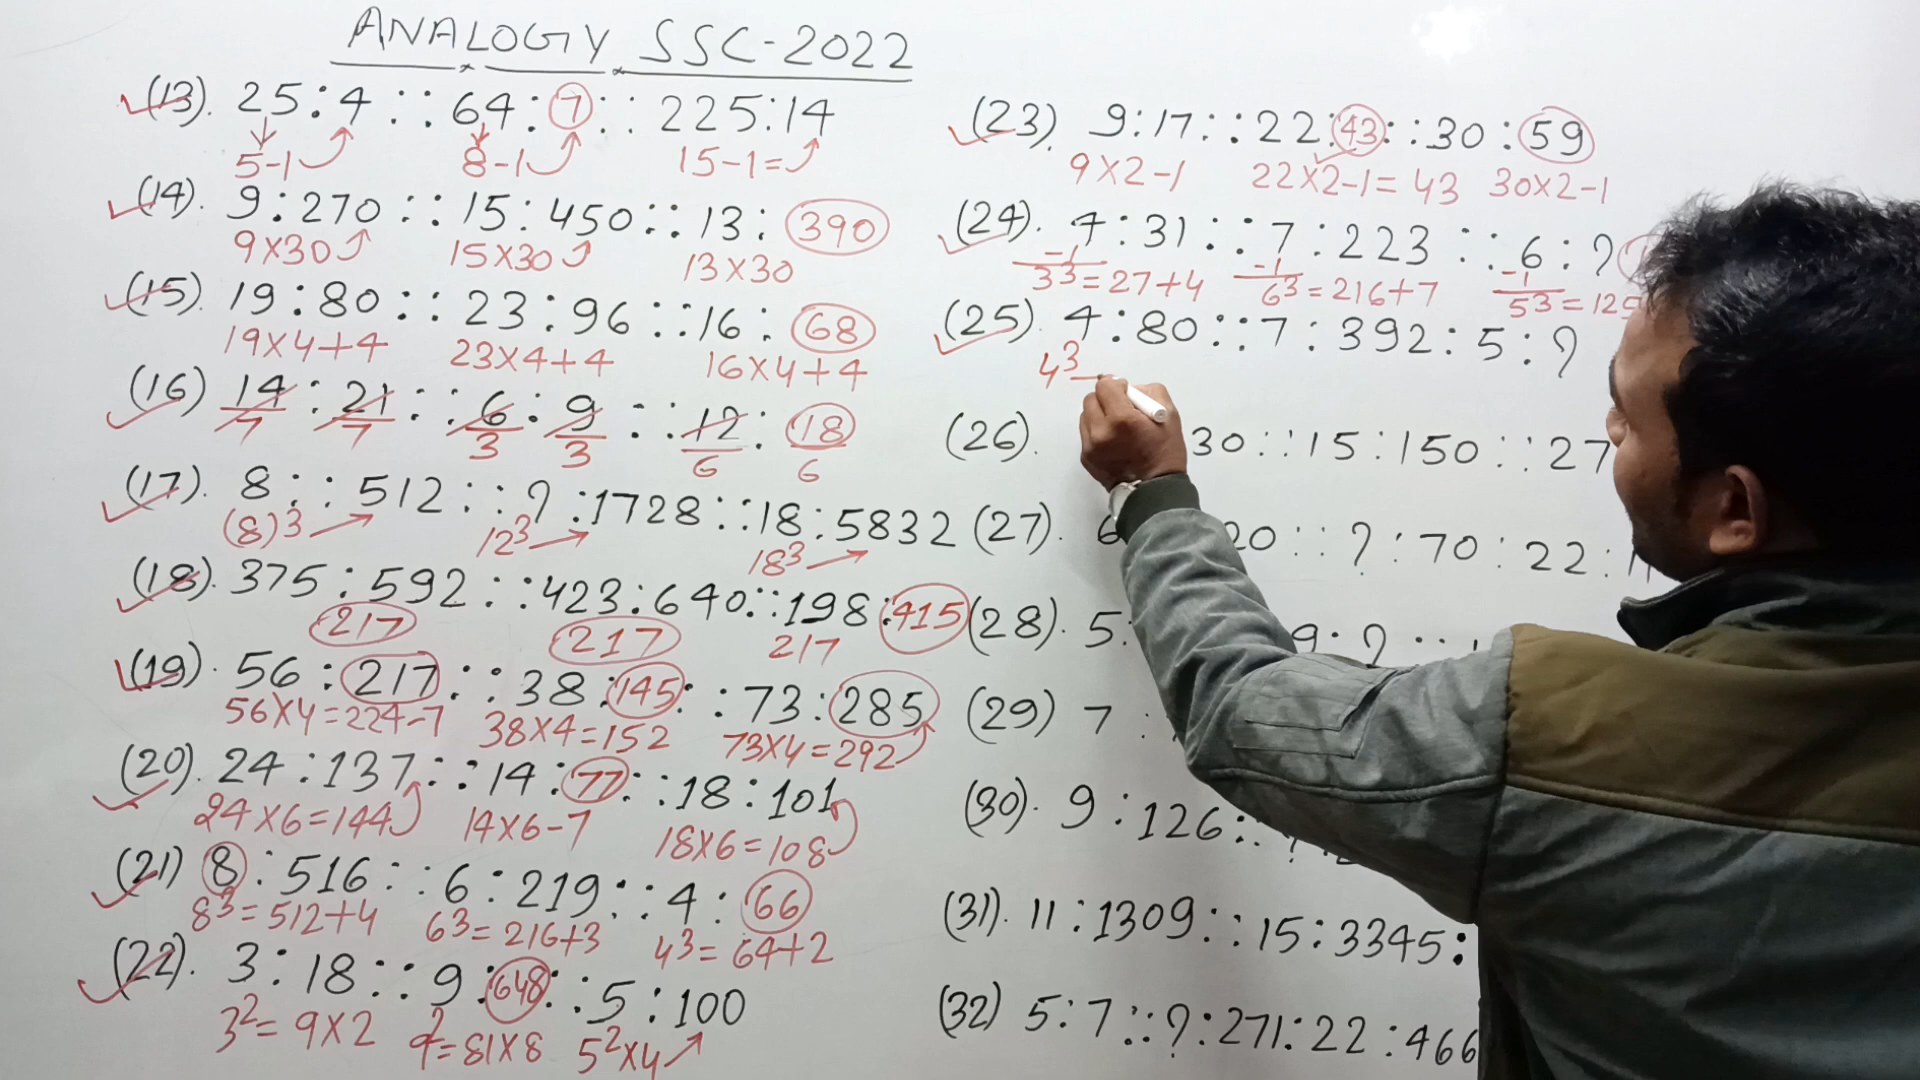 ANALOGY SSC-2022
(13). 25:4 :: 64:7 :: 225:14
5-1 8-1 15-1=
(14). 9:270 :: 15:450 :: 13: 390
9×30 15×30 13×30
(15). 19:80 :: 23:96 :: 16: 68
19×4+4 23×4+4 16×4+4
(16) 14 : 21 :: 6 : 9 :: 12 : 18
7 7 3 3 6 6
(17). 8 :: 512 :: ? :1728 :: 18:5832
(8)3 12³ 18³
(18). 375:592 :: 423:640 :: 198:415
217 217 217
(19). 56 :217 :: 38:145 :: 73:285
56×4=224-7 38×4=152 73×4=292
(20). 24:137 :: 14:77 :: 18:101
24×6=144 14×6-7 18×6=108
(21) 8:516 :: 6:219 :: 4:66
8³=512+4 6³=216+3 4³=64+2
(22). 3:18 :: 9:648 :: 5:100
3²=9×2 9²=81×8 5²×4
(23). 9:17 :: 22:43 :: 30:59
9×2-1 22×2-1=43 30×2-1
(24). 4:31 :: 7:223 :: 6:?
-1 -1 -1
3³=27+4 6³=216+7 5³=125
(25). 4:80 :: 7:392:5:?
4³
(26). 30 :: 15:150 :: 27
(27). 6 20 :: ?:70:22:
(28). 5: 9:? ::
(29) 7 :
(30). 9:126 ::
(31). 11:1309 :: 15:3345:
(32) 5:7 :: ?:271:22:466